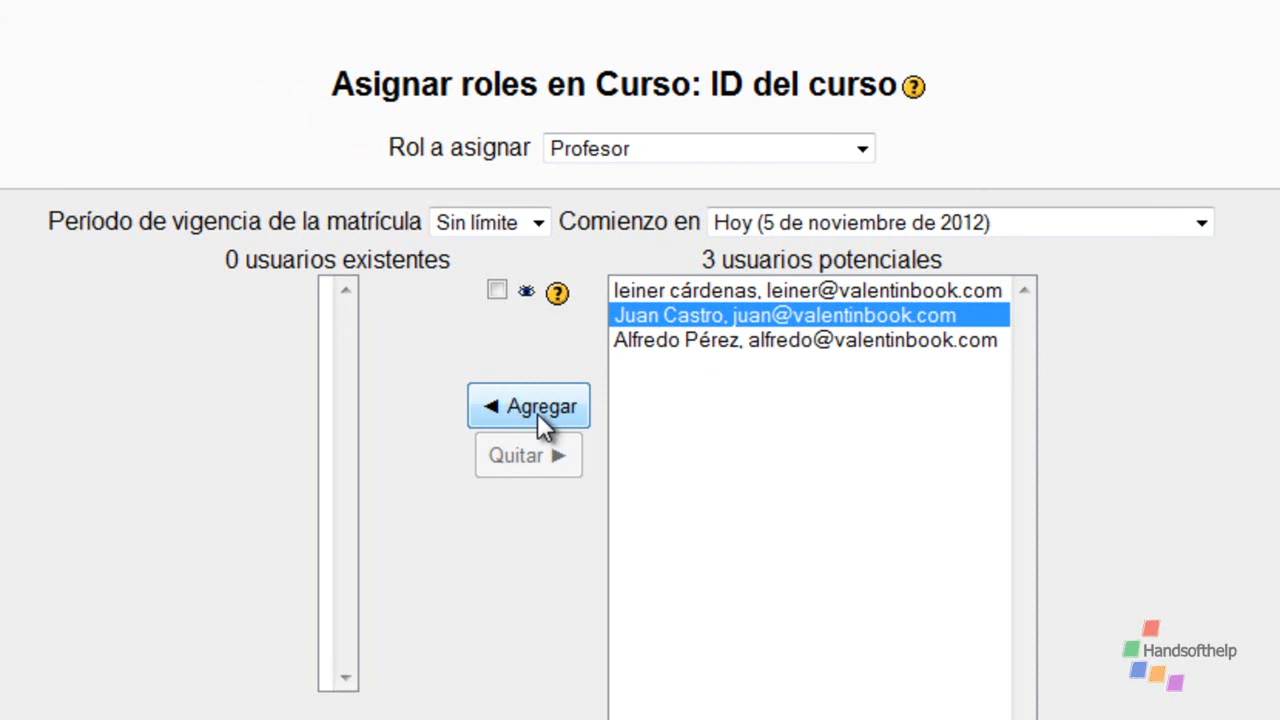 Asignar roles en Curso: ID del curso ?
Rol a asignar Profesor
Período de vigencia de la matrícula Sin límite Comienzo en Hoy (5 de noviembre de 2012)
0 usuarios existentes 3 usuarios potenciales
?
leiner cárdenas, leiner@valentinbook.com
Juan Castro, juan@valentinbook.com
Alfredo Pérez, alfredo@valentinbook.com
◄ Agregar
Quitar ►
Handsofthelp